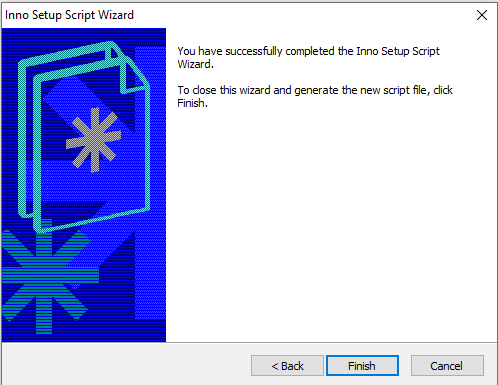 Inno Setup Script Wizard
You have successfully completed the Inno Setup Script
Wizard.
To close this wizard and generate the new script file, click
Finish.
< Back
Finish
Cancel